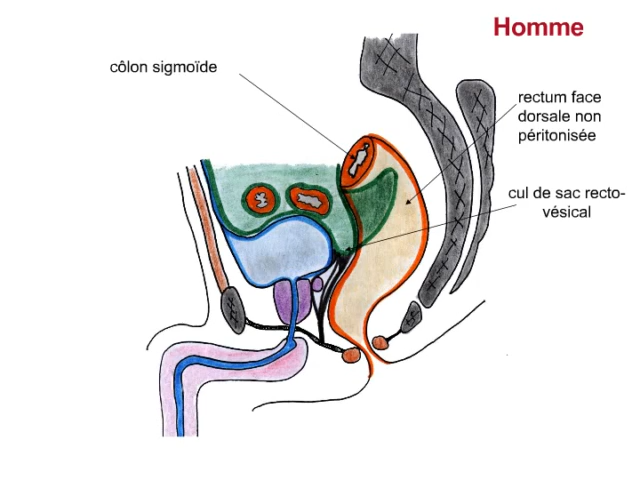 Homme
côlon sigmoïde
rectum face
dorsale non
péritonisée
cul de sac recto-
vésical